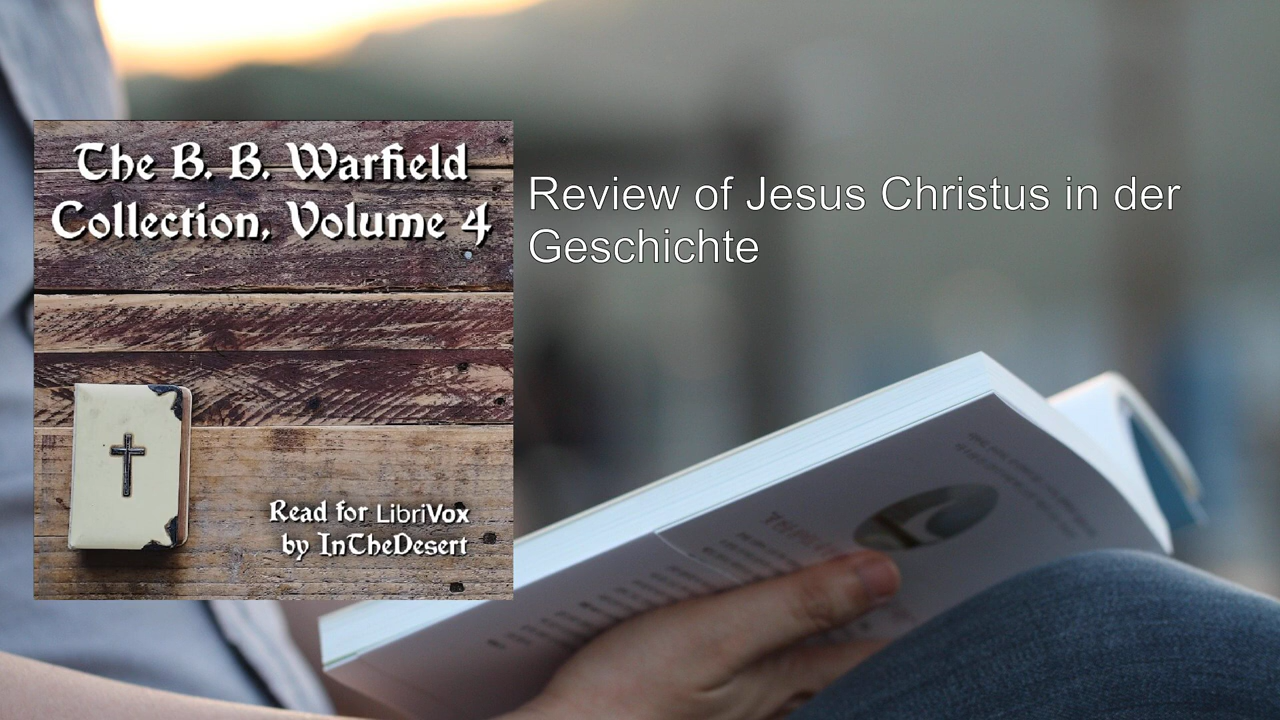 The B. B. Warfield
Collection, Volume 4
Read for LibriVox
by InTheDesert
Review of Jesus Christus in der
Geschichte